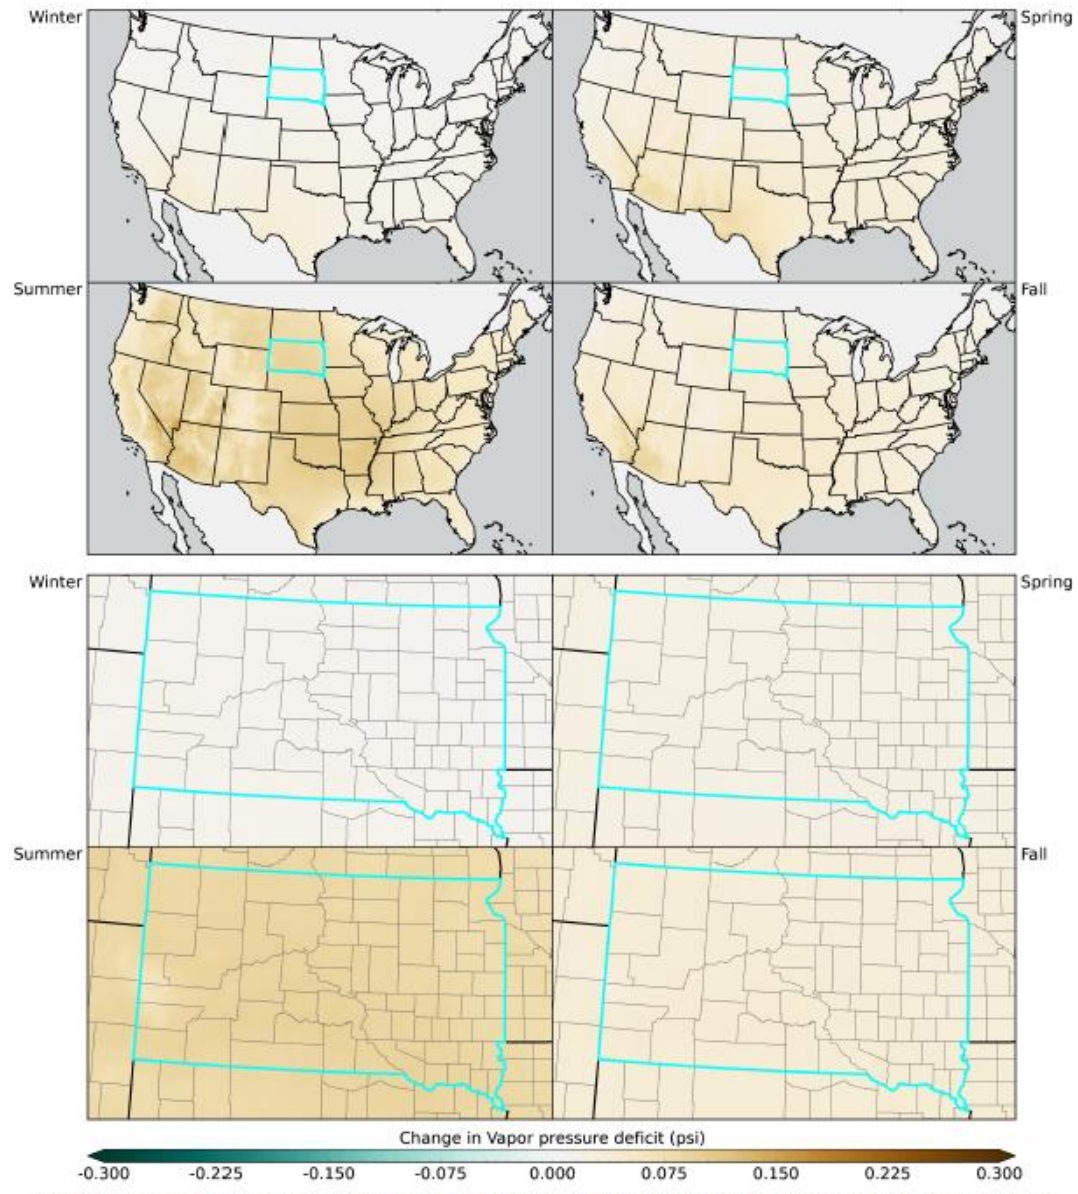 Winter
Spring
Summer
Fall
Winter
Spring
Summer
Fall
Change in Vapor pressure deficit (psi)
-0.300 -0.225 -0.150 -0.075 0.000 0.075 0.150 0.225 0.300